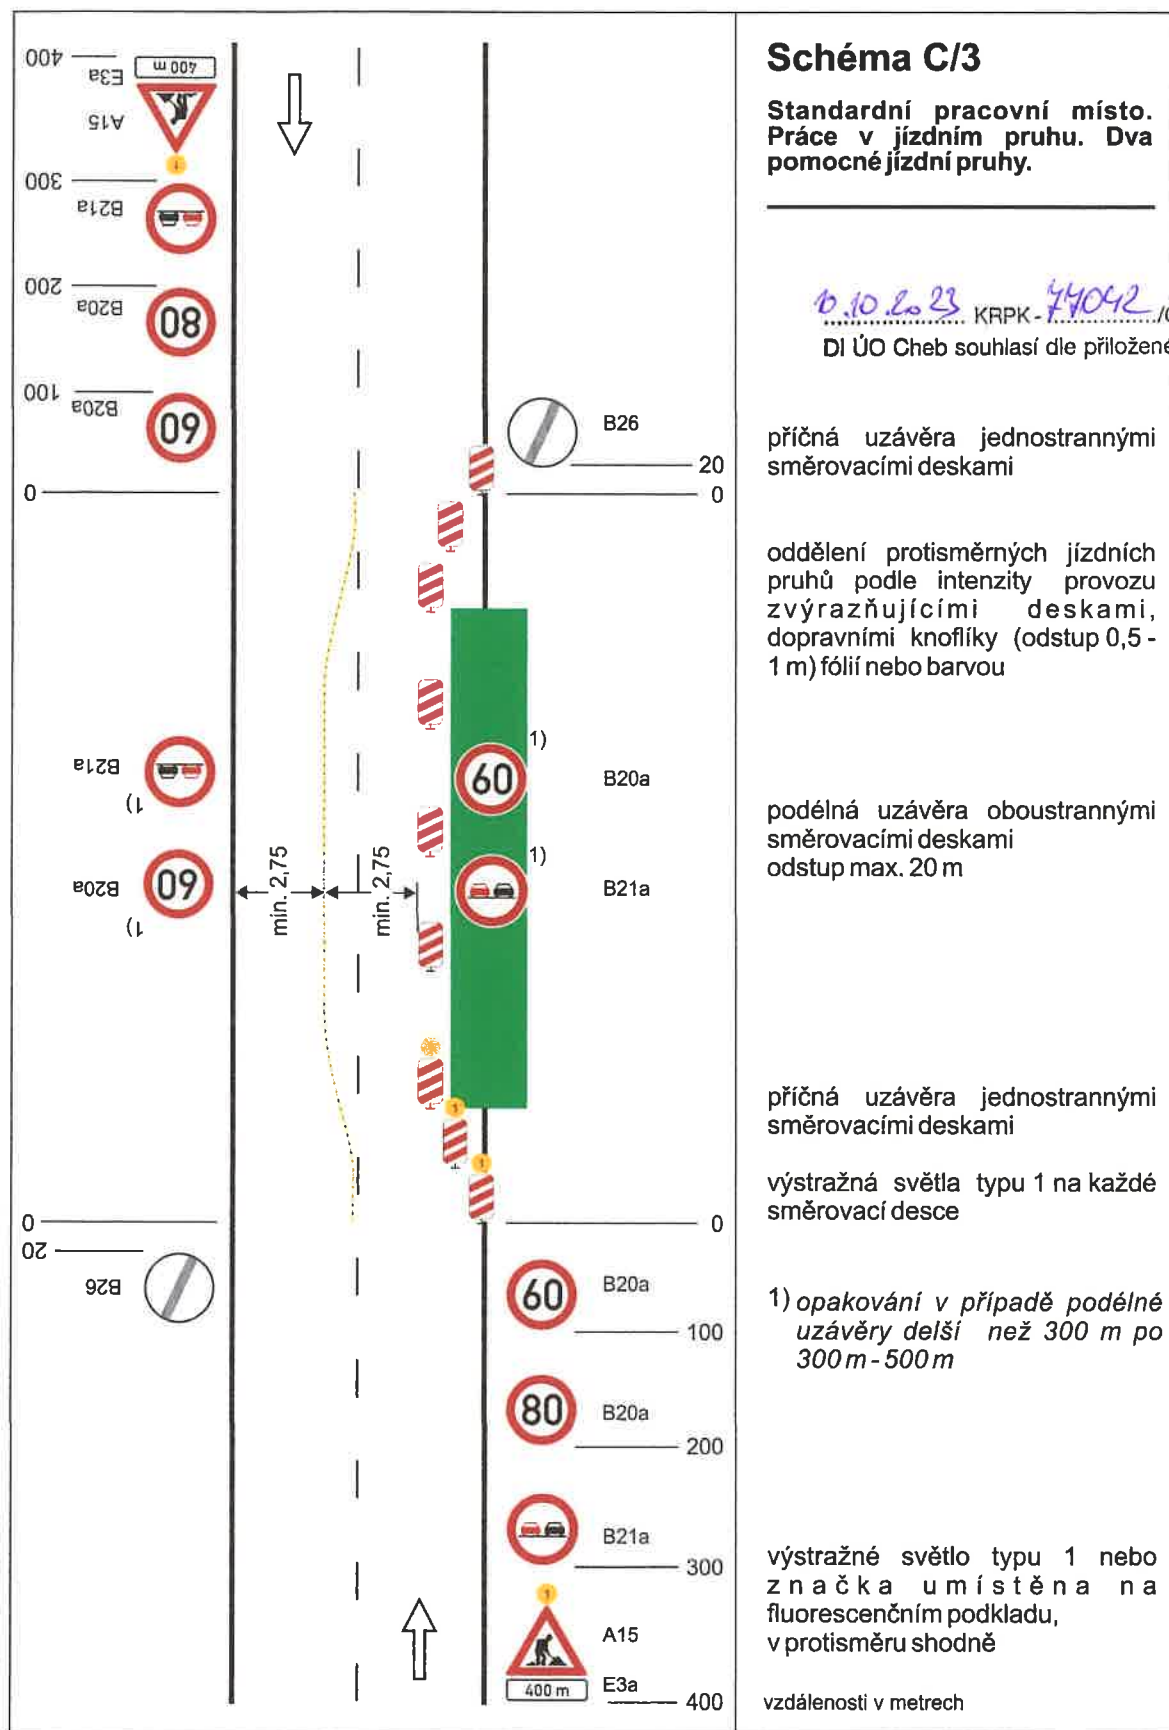 Schéma C/3
Standardní pracovní místo.
Práce v jízdním pruhu. Dva
pomocné jízdní pruhy.
10.10.2023 KRPK-77042/
DI ÚO Cheb souhlasí dle přiložené
příčná uzávěra jednostrannými
směrovacími deskami
oddělení protisměrných jízdních
pruhů podle intenzity provozu
zvýrazňujícími deskami,
dopravními knoflíky (odstup 0,5 -
1 m) fólií nebo barvou
podélná uzávěra oboustrannými
směrovacími deskami
odstup max. 20 m
příčná uzávěra jednostrannými
směrovacími deskami
výstražná světla typu 1 na každé
směrovací desce
1) opakování v případě podélné
uzávěry delší než 300 m po
300 m - 500 m
výstražné světlo typu 1 nebo
značka umístěna na
fluorescenčním podkladu,
v protisměru shodně
vzdálenosti v metrech
400
E3a
400 m
A15
1
300
B21a
200
B20a
80
100
B20a
60
0
B26
20
0
B21a
1)
B20a
60
1)
min. 2,75
min. 2,75
1)
60
B20a
1)
B21a
1
1
0
20
B26
0
60
B20a
100
80
B20a
200
B21a
300
1
A15
400 m
E3a
400